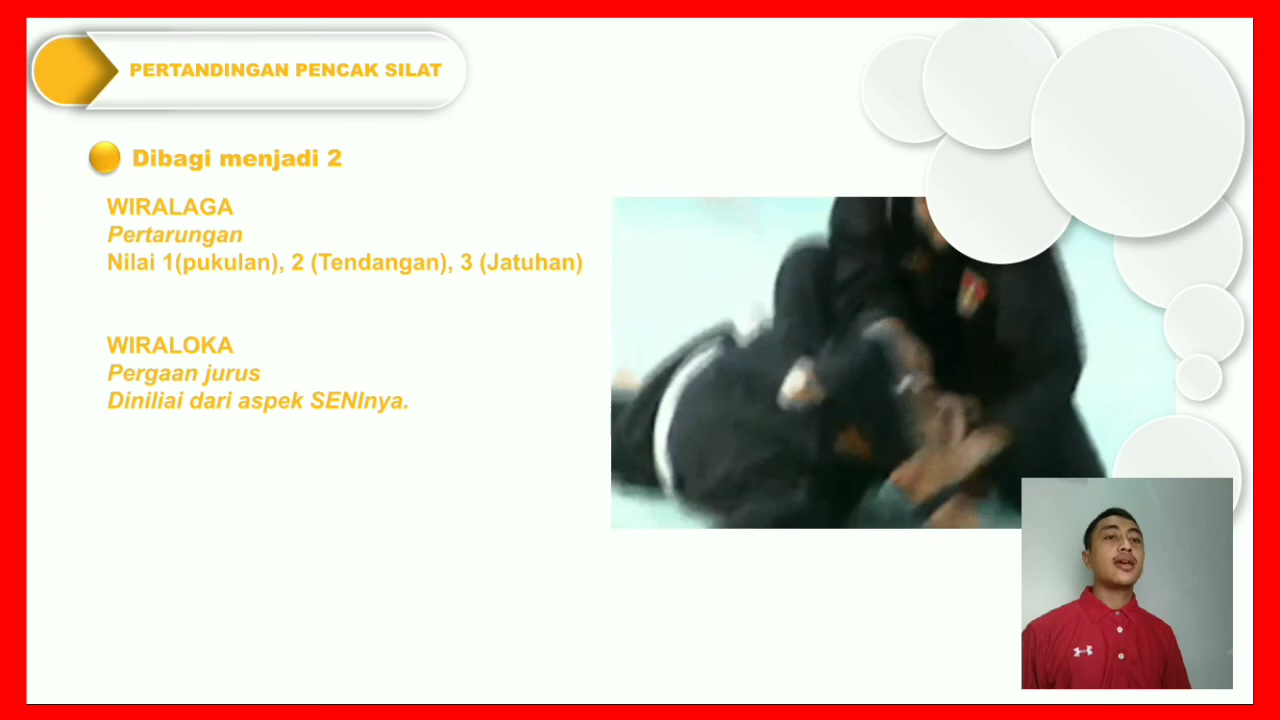 PERTANDINGAN PENCAK SILAT
Dibagi menjadi 2
WIRALAGA
Pertarungan
Nilai 1(pukulan), 2 (Tendangan), 3 (Jatuhan)
WIRALOKA
Pergaan jurus
Diniliai dari aspek SENInya.